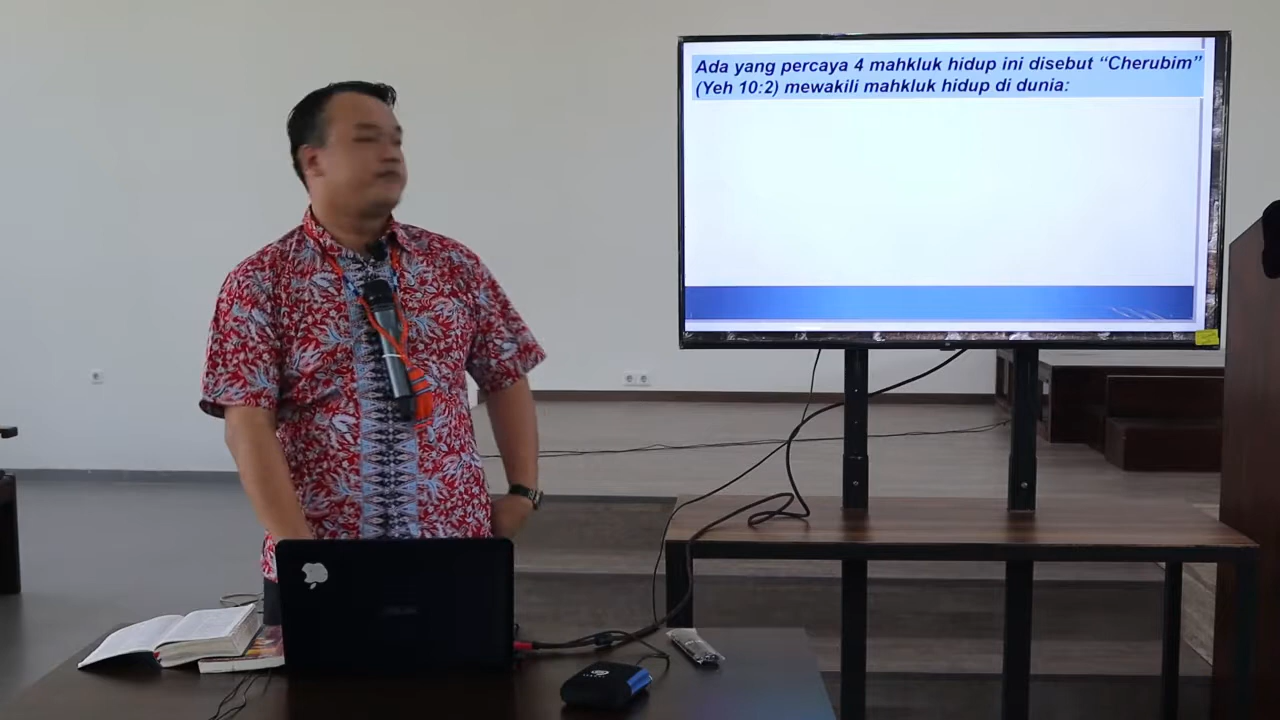 Ada yang percaya 4 mahkluk hidup ini disebut “Cherubim”
(Yeh 10:2) mewakili mahkluk hidup di dunia: